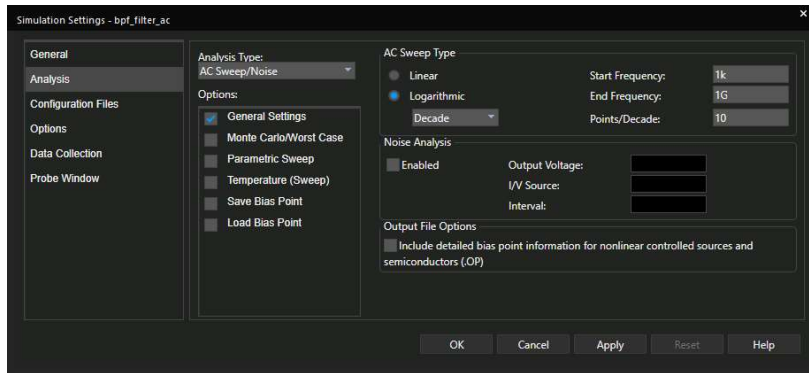 Simulation Settings - bpf_filter_ac
×
General
Analysis
Configuration Files
Options
Data Collection
Probe Window
Analysis Type:
AC Sweep/Noise
Options:
General Settings
Monte Carlo/Worst Case
Parametric Sweep
Temperature (Sweep)
Save Bias Point
Load Bias Point
AC Sweep Type
Linear
Logarithmic
Decade
Start Frequency: 1k
End Frequency: 1G
Points/Decade: 10
Noise Analysis
Enabled
Output Voltage:
I/V Source:
Interval:
Output File Options
Include detailed bias point information for nonlinear controlled sources and
semiconductors (.OP)
OK Cancel Apply Reset Help